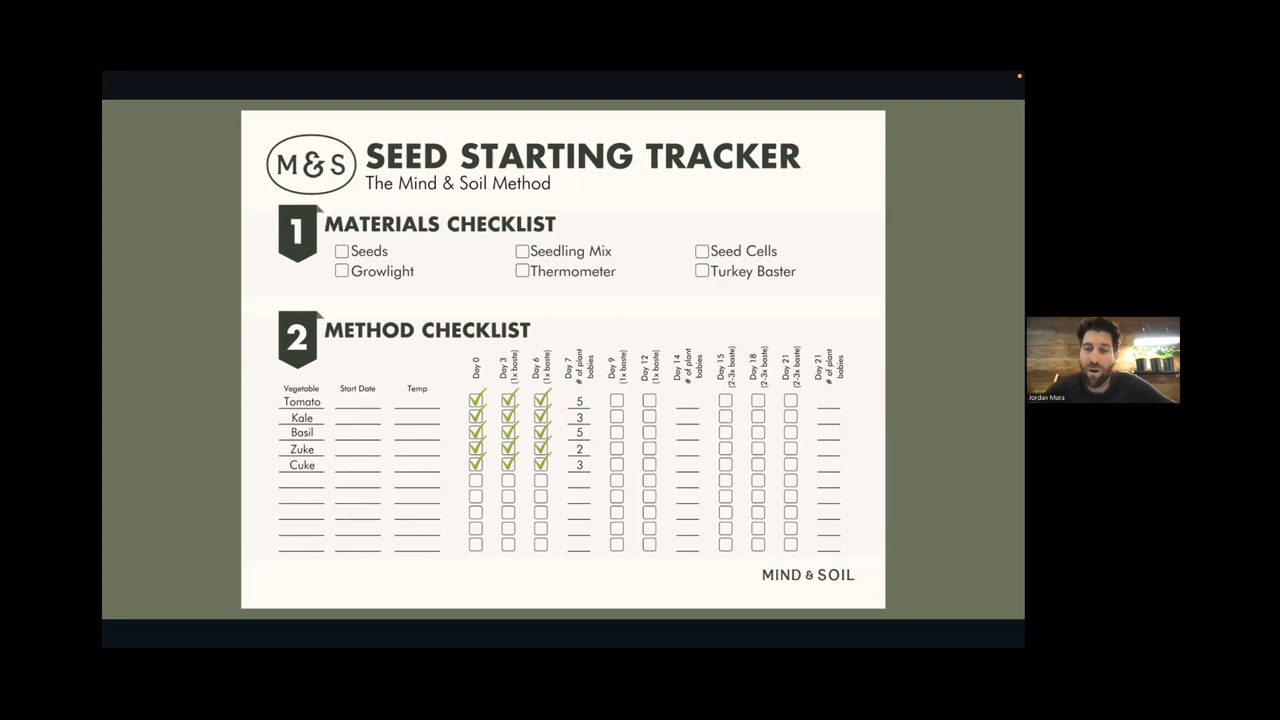 M & S
SEED STARTING TRACKER
The Mind & Soil Method
1
MATERIALS CHECKLIST
Seeds
Seedling Mix
Seed Cells
Growlight
Thermometer
Turkey Baster
2
METHOD CHECKLIST
Vegetable Start Date Temp
Day 0
Day 3
(1x baste)
Day 6
(1x baste)
Day 7
# of plant
babies
Day 9
(1x baste)
Day 12
(1x baste)
Day 14
# of plant
babies
Day 15
(2-3x baste)
Day 18
(2-3x baste)
Day 21
(2-3x baste)
Day 21
# of plant
babies
Tomato 5
Kale 3
Basil 5
Zuke 2
Cuke 3
MIND & SOIL
Jordan Mara